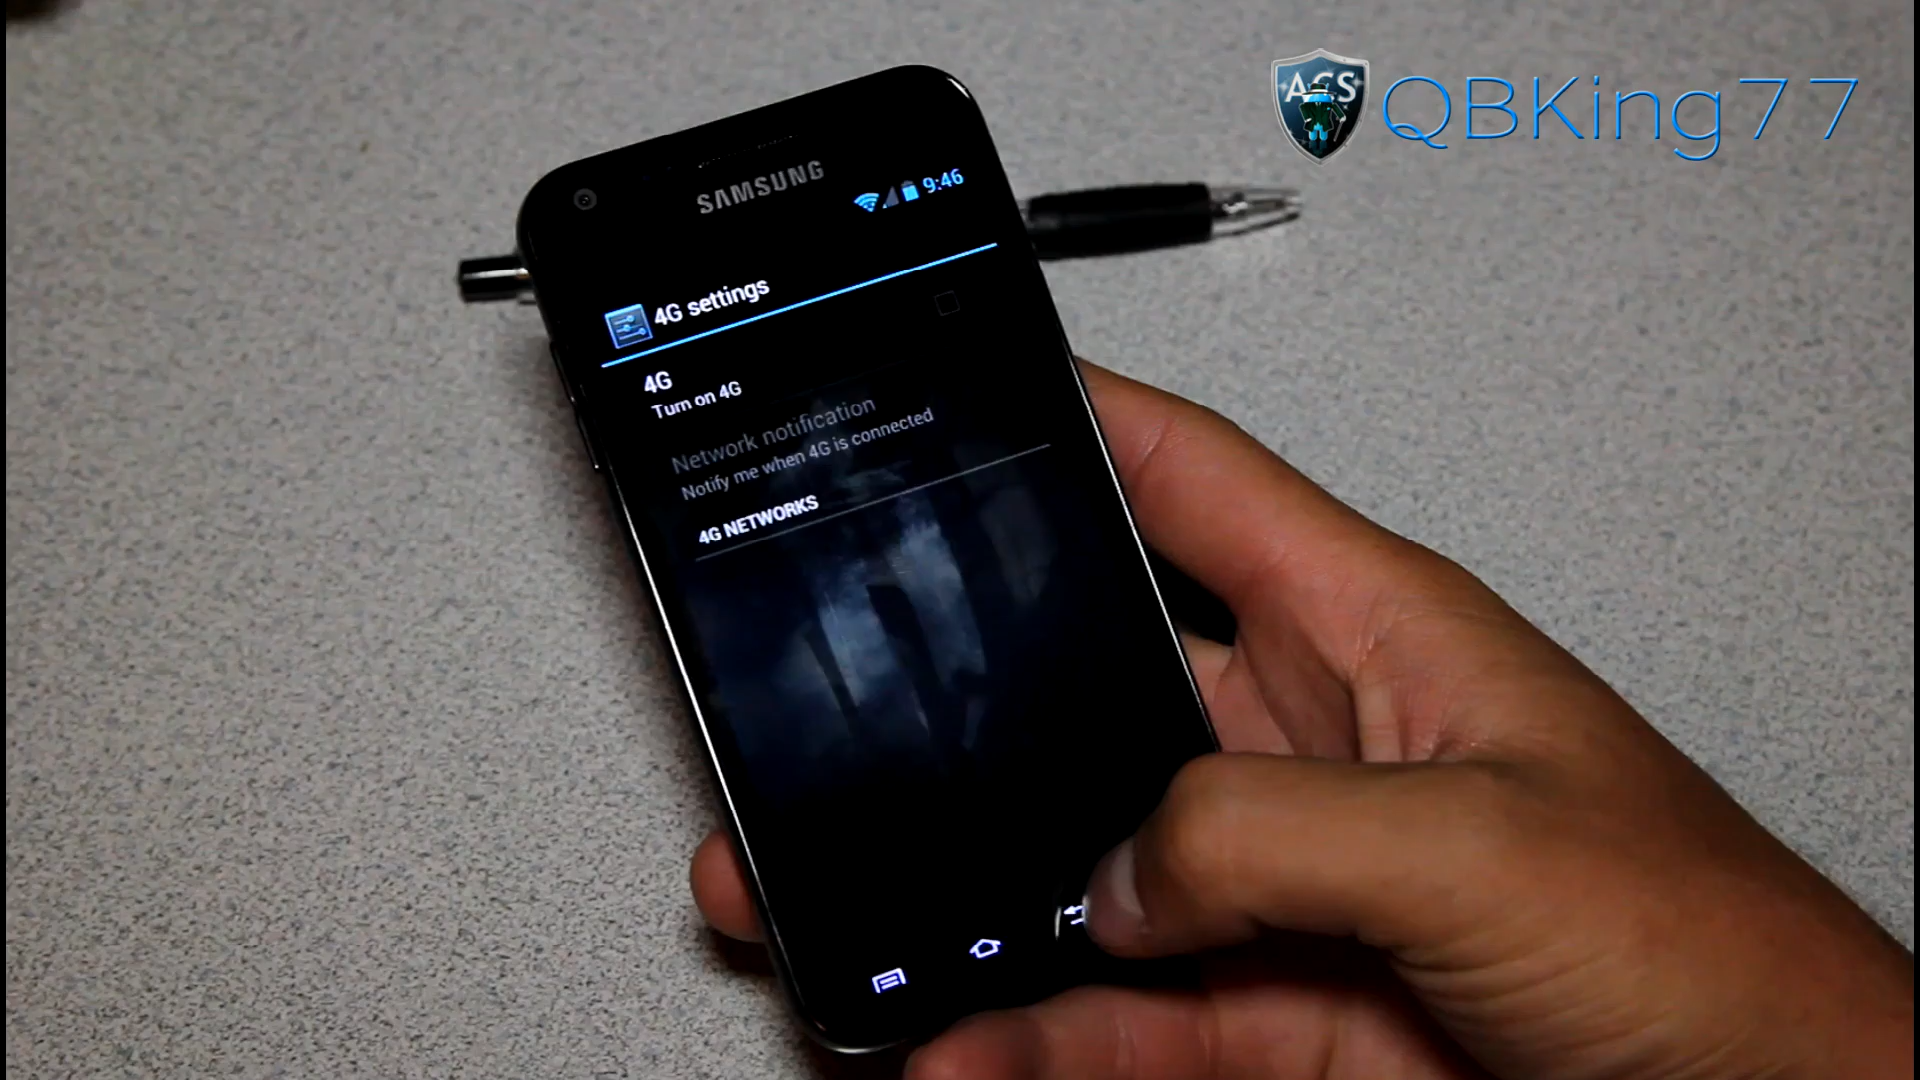 ACS QBKing77
SAMSUNG
9:46
4G settings
4G
Turn on 4G
Network notification
Notify me when 4G is connected
4G NETWORKS